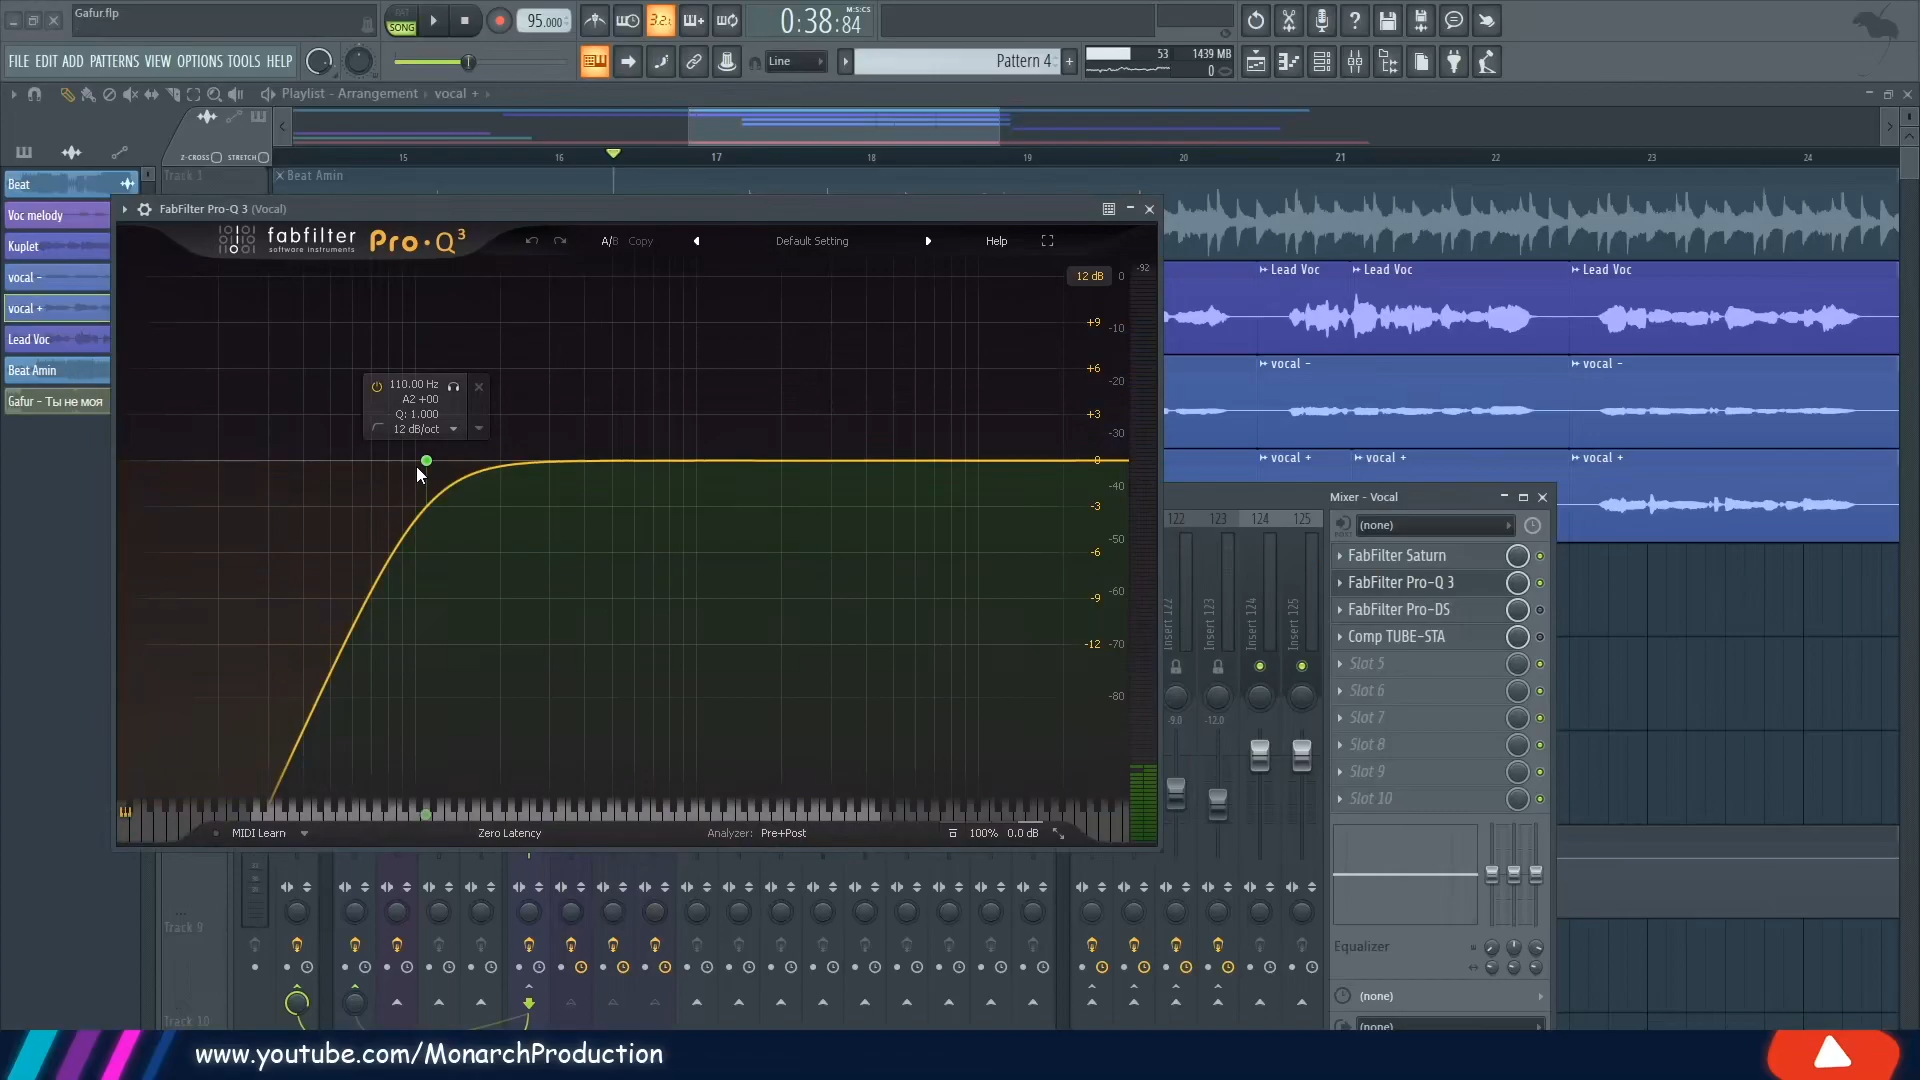 Gafur.flp
PAT
SONG
95.000
3.2.1
0:38:84
M:S:CS
FILE EDIT ADD PATTERNS VIEW OPTIONS TOOLS HELP
Line
Pattern 4
53
1439 MB
0
Playlist - Arrangement
vocal +
Z-CROSS
STRETCH
15
16
17
18
19
20
21
22
23
24
Beat
Voc melody
Kuplet
vocal -
vocal +
Lead Voc
Beat Amin
Gafur - Ты не моя
Track 1
Beat Amin
Lead Voc
Lead Voc
Lead Voc
vocal -
vocal -
vocal +
vocal +
vocal +
FabFilter Pro-Q 3 (Vocal)
fabfilter
software instruments
Pro·Q3
A/B
Copy
Default Setting
Help
12 dB
0
-92
+9
-10
+6
-20
+3
-30
0
-40
-3
-50
-6
-60
-9
-12
-70
-80
110.00 Hz
A2 +00
Q: 1.000
12 dB/oct
MIDI Learn
Zero Latency
Analyzer:
Pre+Post
100%
0.0 dB
Mixer - Vocal
(none)
FabFilter Saturn
FabFilter Pro-Q 3
FabFilter Pro-DS
Comp TUBE-STA
Slot 5
Slot 6
Slot 7
Slot 8
Slot 9
Slot 10
Equalizer
(none)
(none)
122
123
124
125
Insert 122
Insert 123
Insert 124
Insert 125
-9.0
-12.0
Track 9
Track 10
www.youtube.com/MonarchProduction